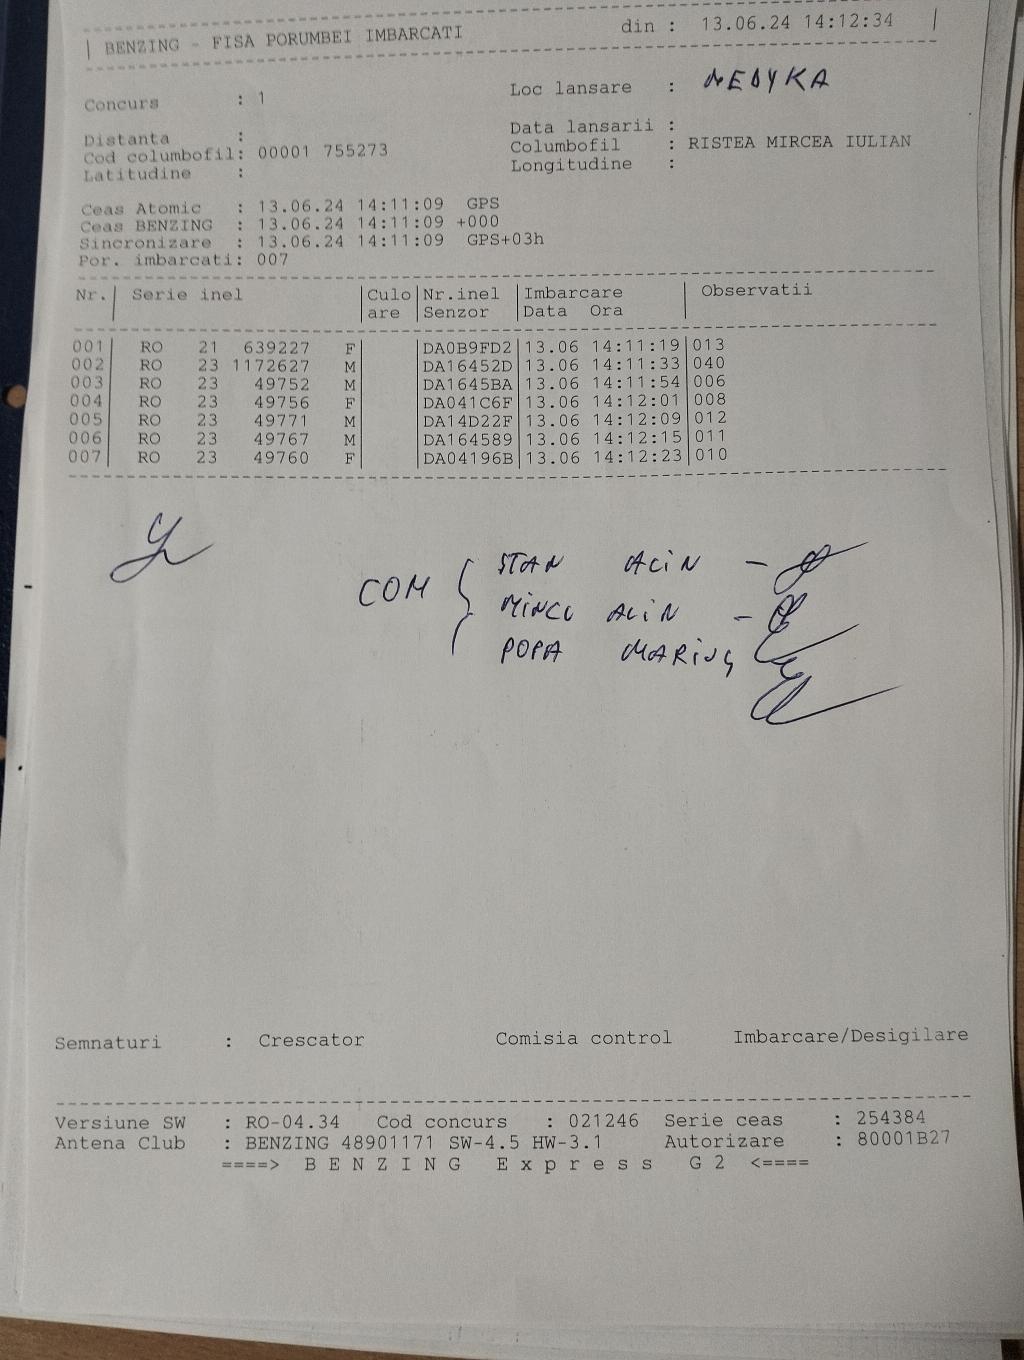 BENZING - FISA PORUMBEI IMBARCATI din : 13.06.24 14:12:34
Concurs : 1 Loc lansare : MEDYKA
Distanta : Data lansarii :
Cod columbofil: 00001 755273 Columbofil : RISTEA MIRCEA IULIAN
Latitudine : Longitudine :
Ceas Atomic : 13.06.24 14:11:09 GPS
Ceas BENZING : 13.06.24 14:11:09 +000
Sincronizare : 13.06.24 14:11:09 GPS+03h
Por. imbarcati: 007
Nr. Serie inel Culo Nr.inel Imbarcare Observatii
are Senzor Data Ora
001 RO 21 639227 F DA0B9FD2 13.06 14:11:19 013
002 RO 23 1172627 M DA16452D 13.06 14:11:33 040
003 RO 23 49752 M DA1645BA 13.06 14:11:54 006
004 RO 23 49756 F DA041C6F 13.06 14:12:01 008
005 RO 23 49771 M DA14D22F 13.06 14:12:09 012
006 RO 23 49767 M DA164589 13.06 14:12:15 011
007 RO 23 49760 F DA04196B 13.06 14:12:23 010
COM { STAN ALIN -
MINCU ALIN -
POPA MARIUȘ
Semnaturi : Crescator Comisia control Imbarcare/Desigilare
Versiune SW : RO-04.34 Cod concurs : 021246 Serie ceas : 254384
Antena Club : BENZING 48901171 SW-4.5 HW-3.1 Autorizare : 80001B27
====> B E N Z I N G E x p r e s s G 2 <====